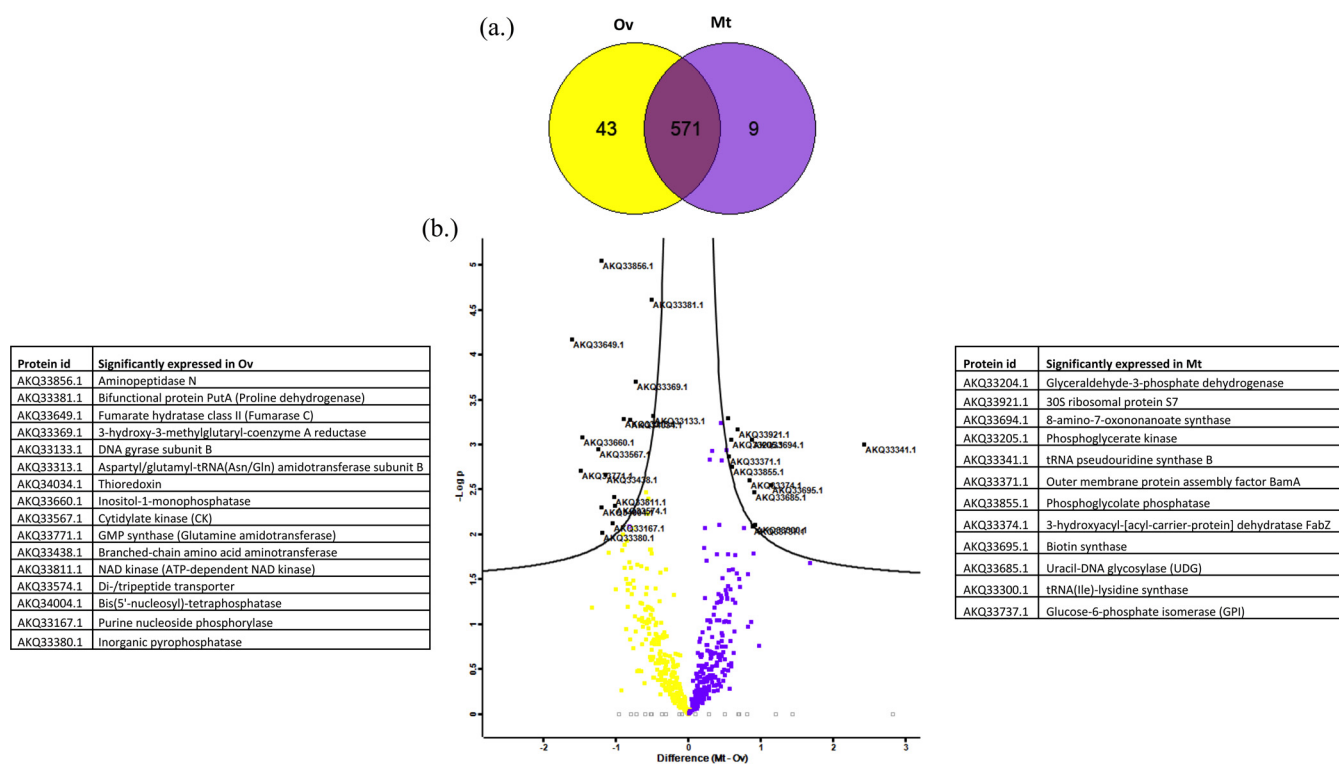 (a.)
Ov Mt
43 571 9
(b.)
Protein id Significantly expressed in Ov
AKQ33856.1 Aminopeptidase N
AKQ33381.1 Bifunctional protein PutA (Proline dehydrogenase)
AKQ33649.1 Fumarate hydratase class II (Fumarase C)
AKQ33369.1 3-hydroxy-3-methylglutaryl-coenzyme A reductase
AKQ33133.1 DNA gyrase subunit B
AKQ33313.1 Aspartyl/glutamyl-tRNA(Asn/Gln) amidotransferase subunit B
AKQ34034.1 Thioredoxin
AKQ33660.1 Inositol-1-monophosphatase
AKQ33567.1 Cytidylate kinase (CK)
AKQ33771.1 GMP synthase (Glutamine amidotransferase)
AKQ33438.1 Branched-chain amino acid aminotransferase
AKQ33811.1 NAD kinase (ATP-dependent NAD kinase)
AKQ33574.1 Di-/tripeptide transporter
AKQ34004.1 Bis(5'-nucleosyl)-tetraphosphatase
AKQ33167.1 Purine nucleoside phosphorylase
AKQ33380.1 Inorganic pyrophosphatase
-Log p
5
4.5
4
3.5
3
2.5
2
1.5
1
0.5
0
AKQ33856.1
AKQ33381.1
AKQ33649.1
AKQ33369.1
AKQ33133.1
AKQ33660.1
AKQ33567.1
AKQ33771.1
AKQ33438.1
AKQ33811.1
AKQ33574.1
AKQ33167.1
AKQ33380.1
AKQ33921.1
AKQ33694.1
AKQ33341.1
AKQ33371.1
AKQ33855.1
AKQ33374.1
AKQ33695.1
AKQ33685.1
-2 -1 0 1 2 3
Difference (Mt - Ov)
Protein id Significantly expressed in Mt
AKQ33204.1 Glyceraldehyde-3-phosphate dehydrogenase
AKQ33921.1 30S ribosomal protein S7
AKQ33694.1 8-amino-7-oxononanoate synthase
AKQ33205.1 Phosphoglycerate kinase
AKQ33341.1 tRNA pseudouridine synthase B
AKQ33371.1 Outer membrane protein assembly factor BamA
AKQ33855.1 Phosphoglycolate phosphatase
AKQ33374.1 3-hydroxyacyl-[acyl-carrier-protein] dehydratase FabZ
AKQ33695.1 Biotin synthase
AKQ33685.1 Uracil-DNA glycosylase (UDG)
AKQ33300.1 tRNA(Ile)-lysidine synthase
AKQ33737.1 Glucose-6-phosphate isomerase (GPI)